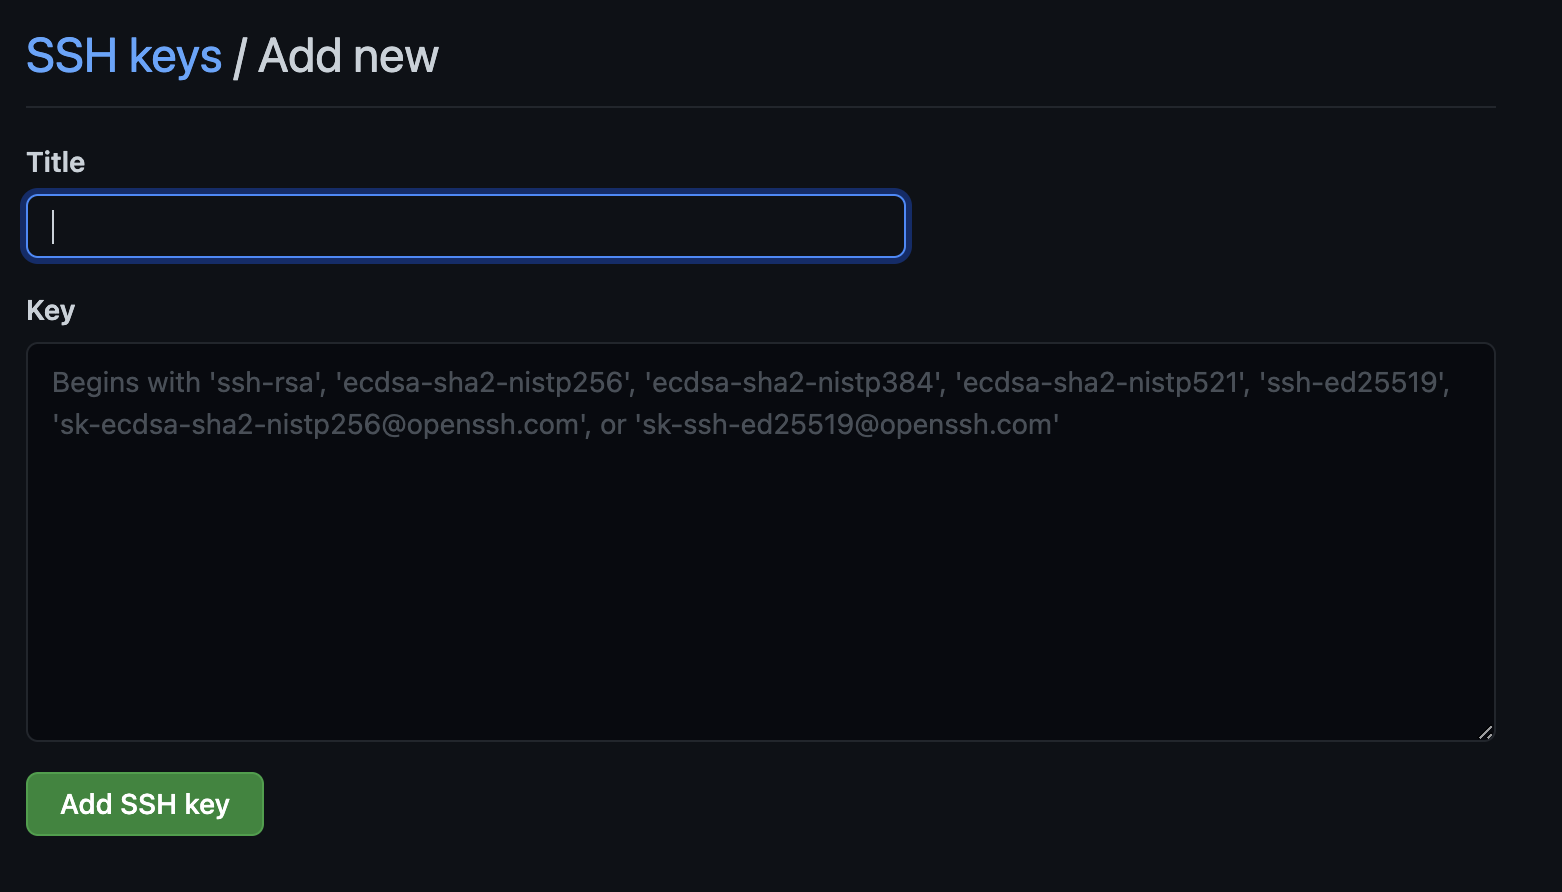 SSH keys / Add new
Title
Key
Begins with 'ssh-rsa', 'ecdsa-sha2-nistp256', 'ecdsa-sha2-nistp384', 'ecdsa-sha2-nistp521', 'ssh-ed25519',
'sk-ecdsa-sha2-nistp256@openssh.com', or 'sk-ssh-ed25519@openssh.com'
Add SSH key